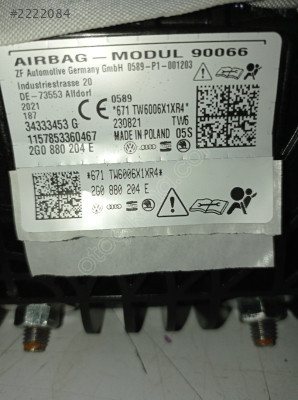 #2222084
AIRBAG - MODUL 90066
ZF Automotive Germany GmbH 0589-P1-001203
Industriestrasse 20
DE-73553 Alfdorf
2021
187
34333453 G
1157853360467
2G0 880 204 E
CE 0589
*671 TW6006X1XR4*
230821 TW6
MADE IN POLAND 05S
*671 TW6006X1XR4*
2G0 880 204 E